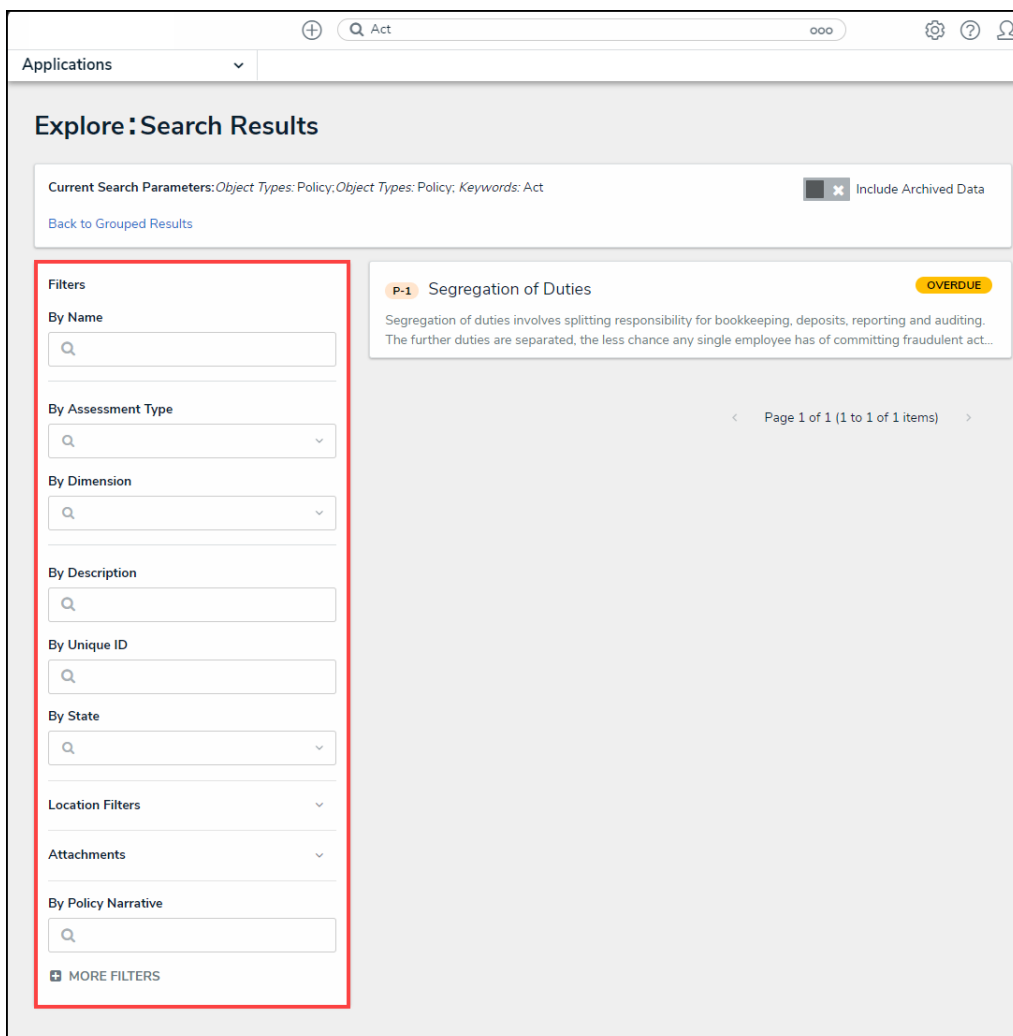 Act
Applications
Explore:Search Results
Current Search Parameters:Object Types: Policy;Object Types: Policy; Keywords: Act
Include Archived Data
Back to Grouped Results
Filters
By Name
By Assessment Type
By Dimension
By Description
By Unique ID
By State
Location Filters
Attachments
By Policy Narrative
MORE FILTERS
P-1 Segregation of Duties
OVERDUE
Segregation of duties involves splitting responsibility for bookkeeping, deposits, reporting and auditing.
The further duties are separated, the less chance any single employee has of committing fraudulent act...
Page 1 of 1 (1 to 1 of 1 items)